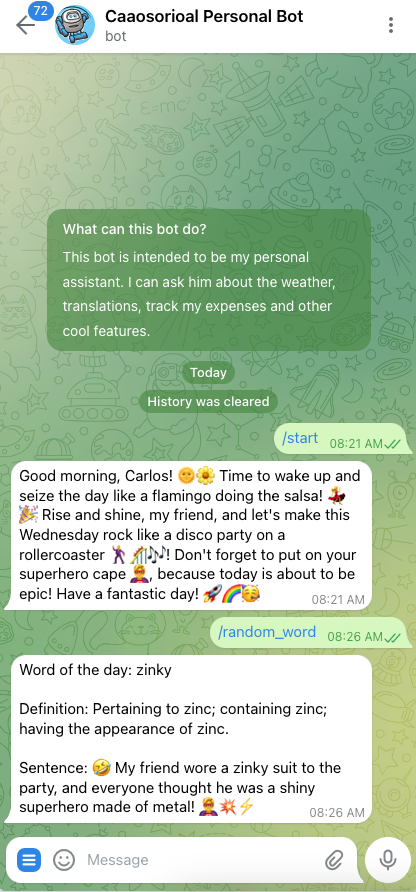 72
Caaosorioal Personal Bot
bot
What can this bot do?
This bot is intended to be my personal
assistant. I can ask him about the weather,
translations, track my expenses and other
cool features.
Today
History was cleared
/start 08:21 AM
Good morning, Carlos! 🌞🌼 Time to wake up and
seize the day like a flamingo doing the salsa! 💃
🎉 Rise and shine, my friend, and let's make this
Wednesday rock like a disco party on a
rollercoaster 🕺🎢🎶! Don't forget to put on your
superhero cape 🦸, because today is about to be
epic! Have a fantastic day! 🚀🌈🥳
08:21 AM
/random_word 08:26 AM
Word of the day: zinky
Definition: Pertaining to zinc; containing zinc;
having the appearance of zinc.
Sentence: 🤣 My friend wore a zinky suit to the
party, and everyone thought he was a shiny
superhero made of metal! 🦸💥⚡
08:26 AM
Message